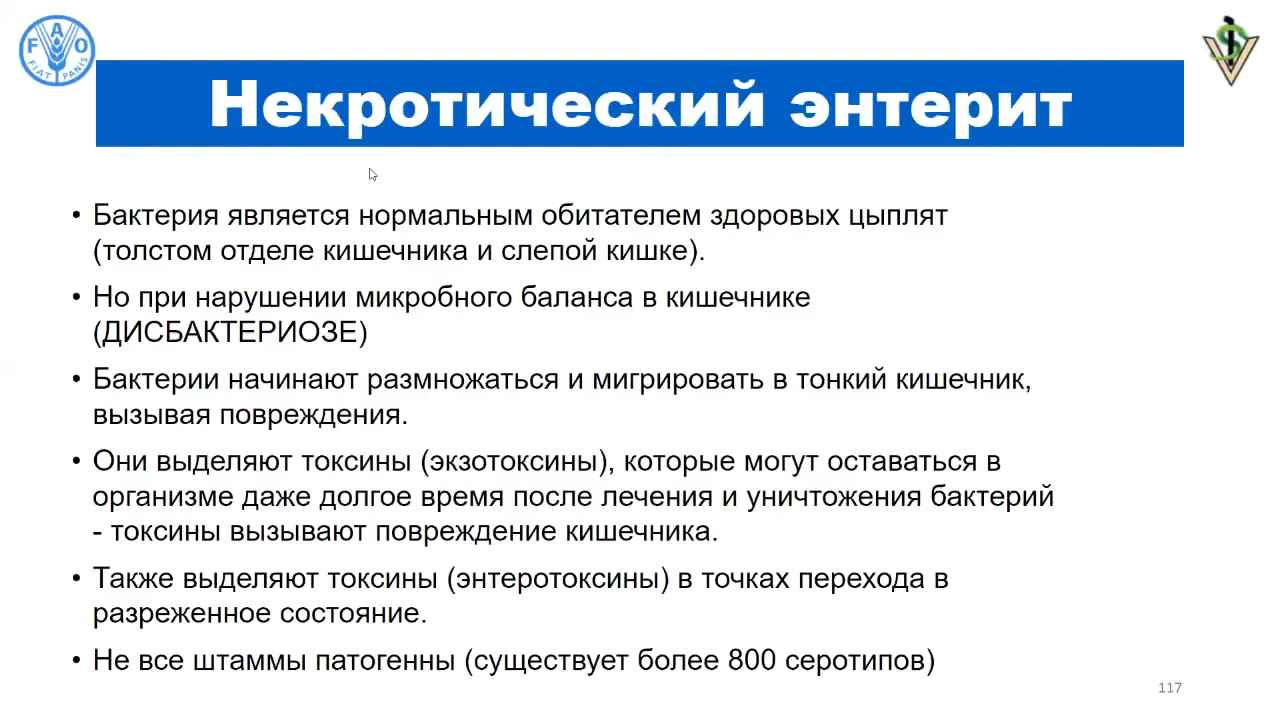 F A O
FIAT PANIS
Некротический энтерит
• Бактерия является нормальным обитателем здоровых цыплят
(толстом отделе кишечника и слепой кишке).
• Но при нарушении микробного баланса в кишечнике
(ДИСБАКТЕРИОЗЕ)
• Бактерии начинают размножаться и мигрировать в тонкий кишечник,
вызывая повреждения.
• Они выделяют токсины (экзотоксины), которые могут оставаться в
организме даже долгое время после лечения и уничтожения бактерий
- токсины вызывают повреждение кишечника.
• Также выделяют токсины (энтеротоксины) в точках перехода в
разреженное состояние.
• Не все штаммы патогенны (существует более 800 серотипов)
117